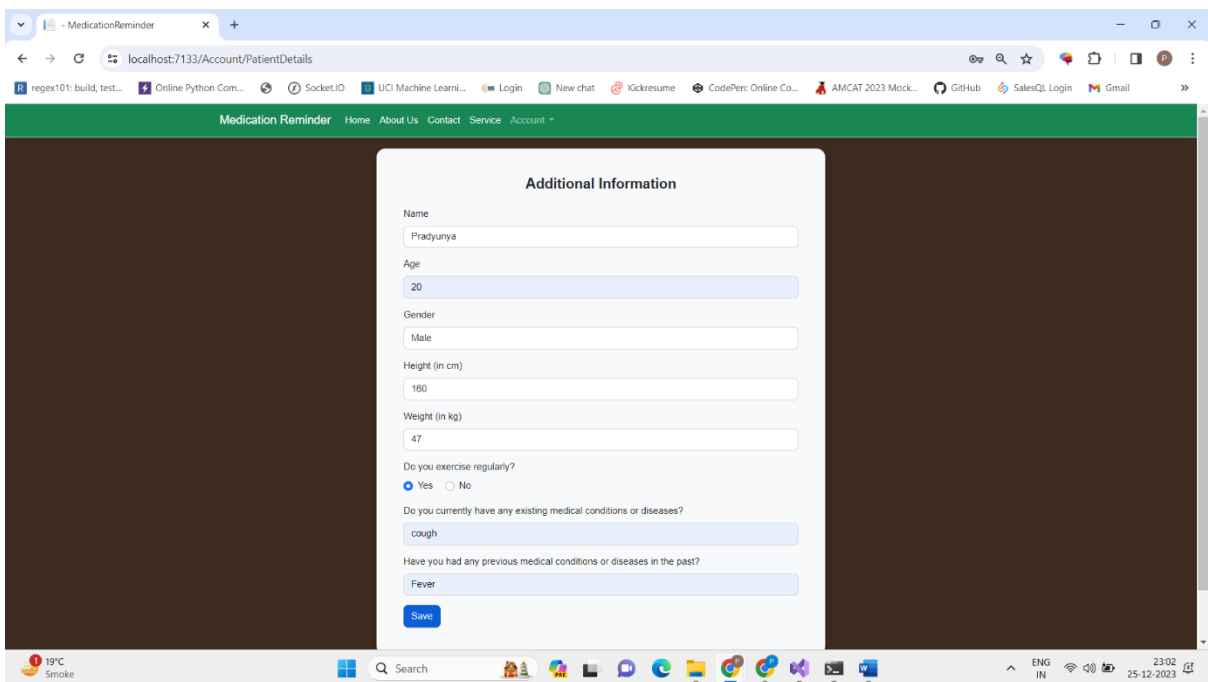 - MedicationReminder
localhost:7133/Account/PatientDetails
P
R regex101: build, test... Online Python Com... Socket.IO UCI Machine Learni... Login New chat Kickresume CodePen: Online Co... AMCAT 2023 Mock... GitHub SalesQL Login Gmail
Medication Reminder Home About Us Contact Service Account
Additional Information
Name
Pradyunya
Age
20
Gender
Male
Height (in cm)
160
Weight (in kg)
47
Do you exercise regularly?
Yes No
Do you currently have any existing medical conditions or diseases?
cough
Have you had any previous medical conditions or diseases in the past?
Fever
Save
1 19°C
Smoke
Search
PRE
W
ENG
IN
23:02
25-12-2023